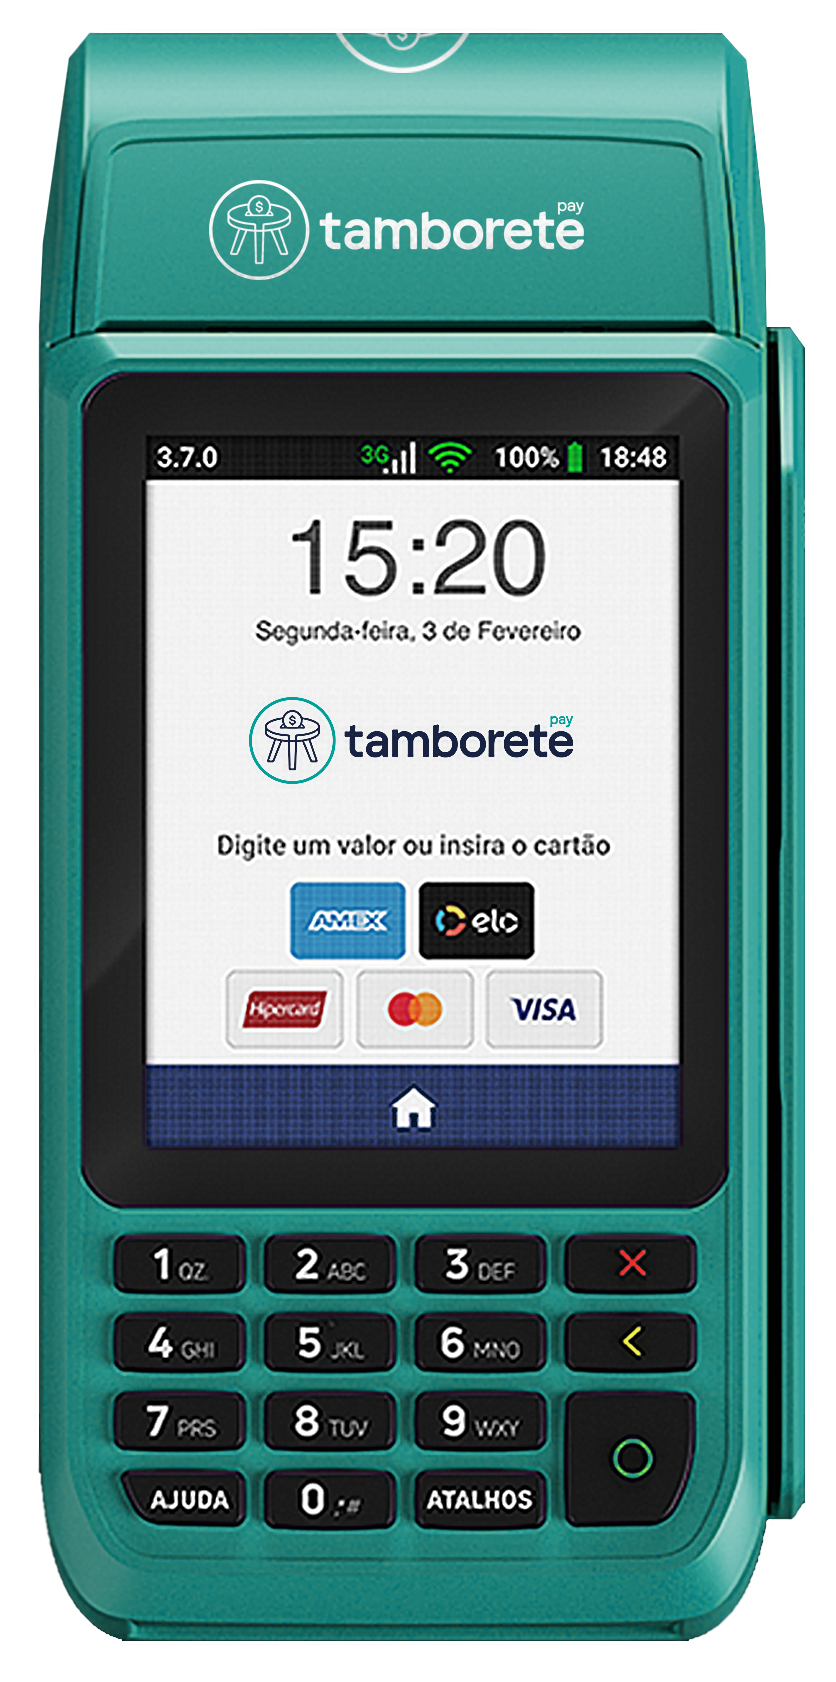 $
$
pay
tamborete
3.7.0 3G 100% 18:48
15:20
Segunda-feira, 3 de Fevereiro
$
pay
tamborete
Digite um valor ou insira o cartão
AMEX elo
Hipercard VISA
1 QZ 2 ABC 3 DEF
4 GHI 5 JKL 6 MNO
7 PRS 8 TUV 9 WXY
AJUDA 0 ,*# ATALHOS